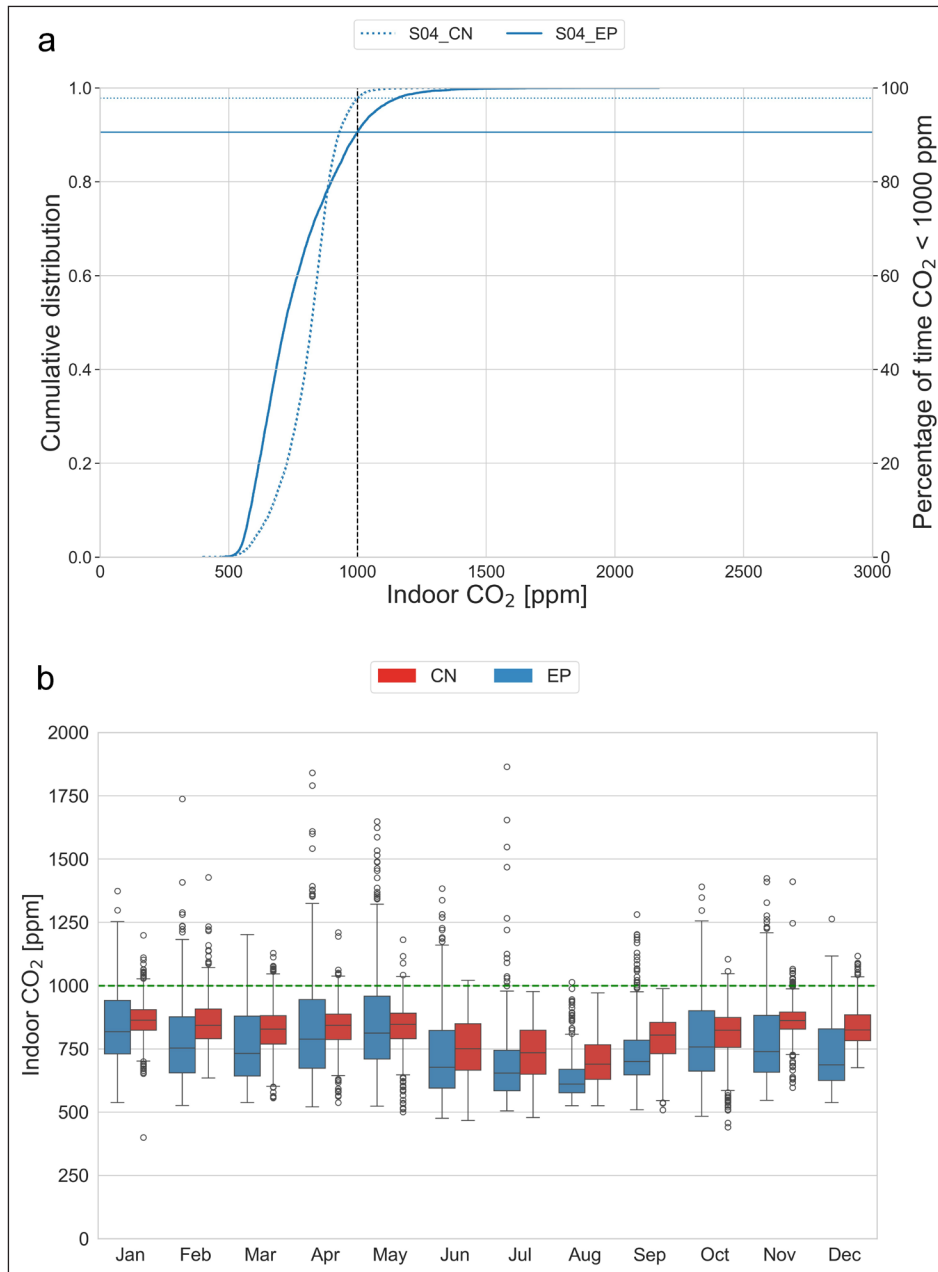 a
S04_CN S04_EP
1.0 100
0.8 80
0.6 60
0.4 40
0.2 20
0.0 0
Cumulative distribution
Percentage of time CO₂ < 1000 ppm
0 500 1000 1500 2000 2500 3000
Indoor CO₂ [ppm]
b
CN EP
2000
1750
1500
1250
1000
750
500
250
0
Indoor CO₂ [ppm]
Jan Feb Mar Apr May Jun Jul Aug Sep Oct Nov Dec